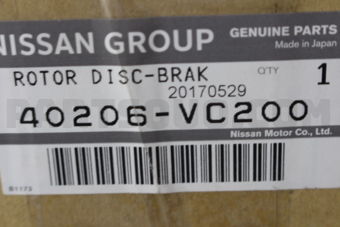 NISSAN GROUP
GENUINE PARTS
Made in Japan
ROTOR DISC-BRAK
Q'TY 1
20170529
40206-VC200
Nissan Motor Co., Ltd.